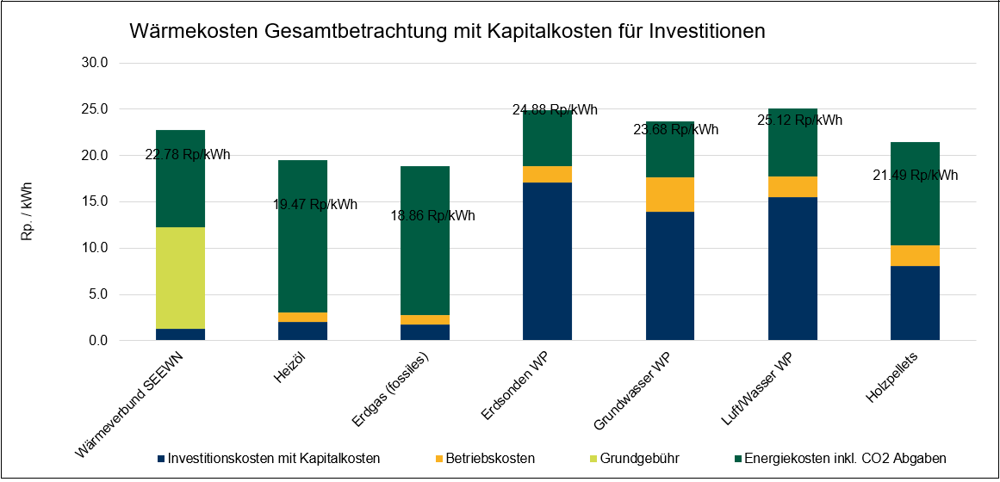 Wärmekosten Gesamtbetrachtung mit Kapitalkosten für Investitionen
Rp. / kWh
30.0
25.0
20.0
15.0
10.0
5.0
0.0
22.78 Rp/kWh
19.47 Rp/kWh
18.86 Rp/kWh
24.88 Rp/kWh
23.68 Rp/kWh
25.12 Rp/kWh
21.49 Rp/kWh
Wärmeverbund SEEWN
Heizöl
Erdgas (fossiles)
Erdsonden WP
Grundwasser WP
Luft/Wasser WP
Holzpellets
Investitionskosten mit Kapitalkosten
Betriebskosten
Grundgebühr
Energiekosten inkl. CO2 Abgaben